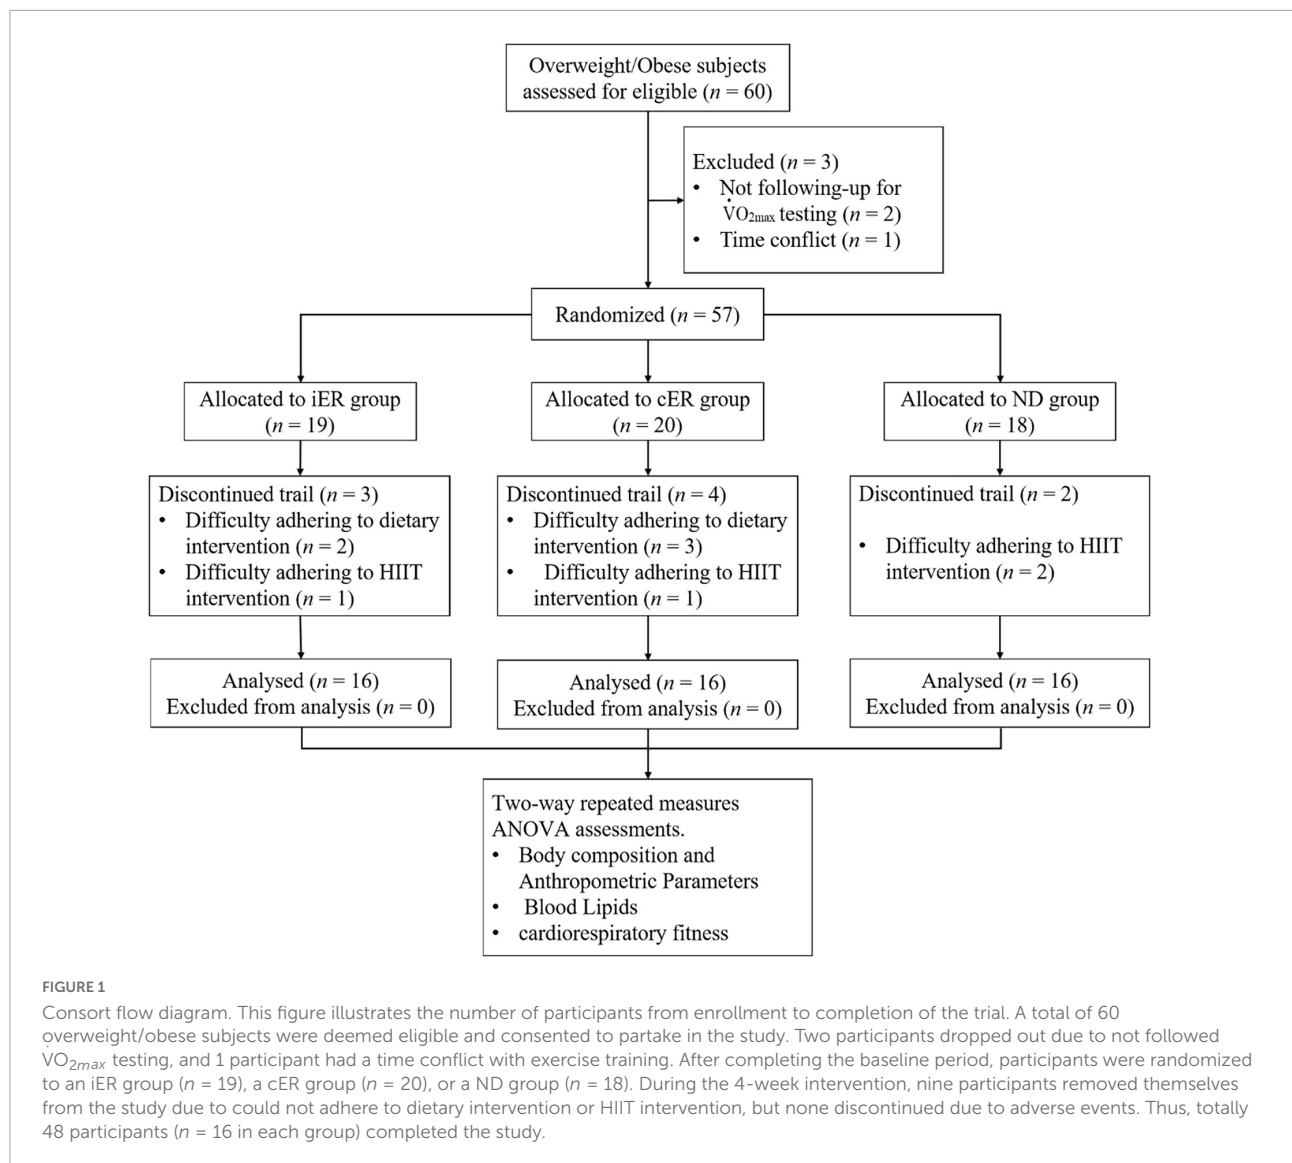 Overweight/Obese subjects
assessed for eligible (n = 60)
Excluded (n = 3)
• Not following-up for
V̇O2max testing (n = 2)
• Time conflict (n = 1)
Randomized (n = 57)
Allocated to iER group
(n = 19)
Allocated to cER group
(n = 20)
Allocated to ND group
(n = 18)
Discontinued trail (n = 3)
• Difficulty adhering to dietary
intervention (n = 2)
• Difficulty adhering to HIIT
intervention (n = 1)
Discontinued trail (n = 4)
• Difficulty adhering to dietary
intervention (n = 3)
• Difficulty adhering to HIIT
intervention (n = 1)
Discontinued trail (n = 2)
• Difficulty adhering to HIIT
intervention (n = 2)
Analysed (n = 16)
Excluded from analysis (n = 0)
Analysed (n = 16)
Excluded from analysis (n = 0)
Analysed (n = 16)
Excluded from analysis (n = 0)
Two-way repeated measures
ANOVA assessments.
• Body composition and
Anthropometric Parameters
• Blood Lipids
• cardiorespiratory fitness
FIGURE 1
Consort flow diagram. This figure illustrates the number of participants from enrollment to completion of the trial. A total of 60
overweight/obese subjects were deemed eligible and consented to partake in the study. Two participants dropped out due to not followed
V̇O2max testing, and 1 participant had a time conflict with exercise training. After completing the baseline period, participants were randomized
to an iER group (n = 19), a cER group (n = 20), or a ND group (n = 18). During the 4-week intervention, nine participants removed themselves
from the study due to could not adhere to dietary intervention or HIIT intervention, but none discontinued due to adverse events. Thus, totally
48 participants (n = 16 in each group) completed the study.